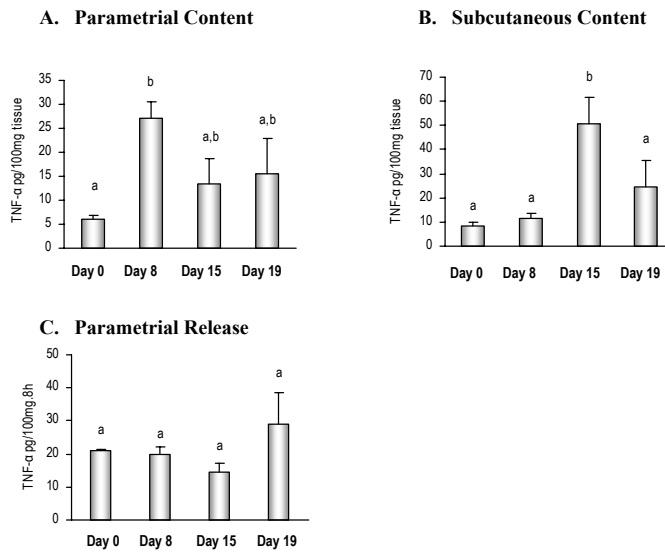 A. Parametrial Content
TNF-α pg/100mg tissue
35
30
25
20
15
10
5
0
a
b
a,b
a,b
Day 0 Day 8 Day 15 Day 19
B. Subcutaneous Content
TNF-α pg/100mg tissue
70
60
50
40
30
20
10
0
a
a
b
a
Day 0 Day 8 Day 15 Day 19
C. Parametrial Release
TNF-α pg/100mg.8h
50
40
30
20
10
0
a
a
a
a
Day 0 Day 8 Day 15 Day 19